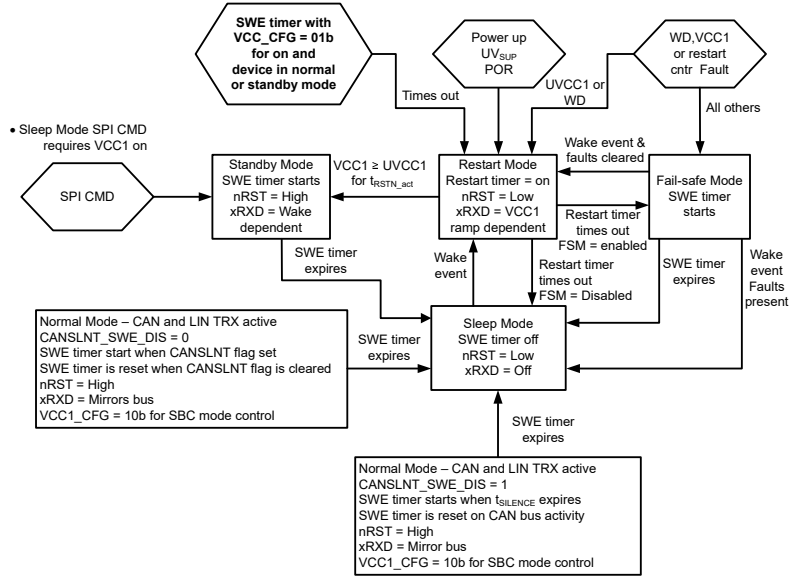 SWE timer with
VCC_CFG = 01b
for on and
device in normal
or standby mode
Power up
UVSUP
POR
WD,VCC1
or restart
cntr Fault
Times out
UVCC1 or
WD
All others
• Sleep Mode SPI CMD
requires VCC1 on
SPI CMD
Standby Mode
SWE timer starts
nRST = High
xRXD = Wake
dependent
VCC1 ≥ UVCC1
for tRSTN_act
Restart Mode
Restart timer = on
nRST = Low
xRXD = VCC1
ramp dependent
Wake event &
faults cleared
Fail-safe Mode
SWE timer
starts
Restart timer
times out
FSM = enabled
SWE timer
expires
Wake
event
Restart timer
times out
FSM = Disabled
SWE timer
expires
Wake
event
Faults
present
Normal Mode – CAN and LIN TRX active
CANSLNT_SWE_DIS = 0
SWE timer start when CANSLNT flag set
SWE timer is reset when CANSLNT flag is cleared
nRST = High
xRXD = Mirrors bus
VCC1_CFG = 10b for SBC mode control
SWE timer
expires
Sleep Mode
SWE timer off
nRST = Low
xRXD = Off
SWE timer
expires
Normal Mode – CAN and LIN TRX active
CANSLNT_SWE_DIS = 1
SWE timer starts when tSILENCE expires
SWE timer is reset on CAN bus activity
nRST = High
xRXD = Mirror bus
VCC1_CFG = 10b for SBC mode control